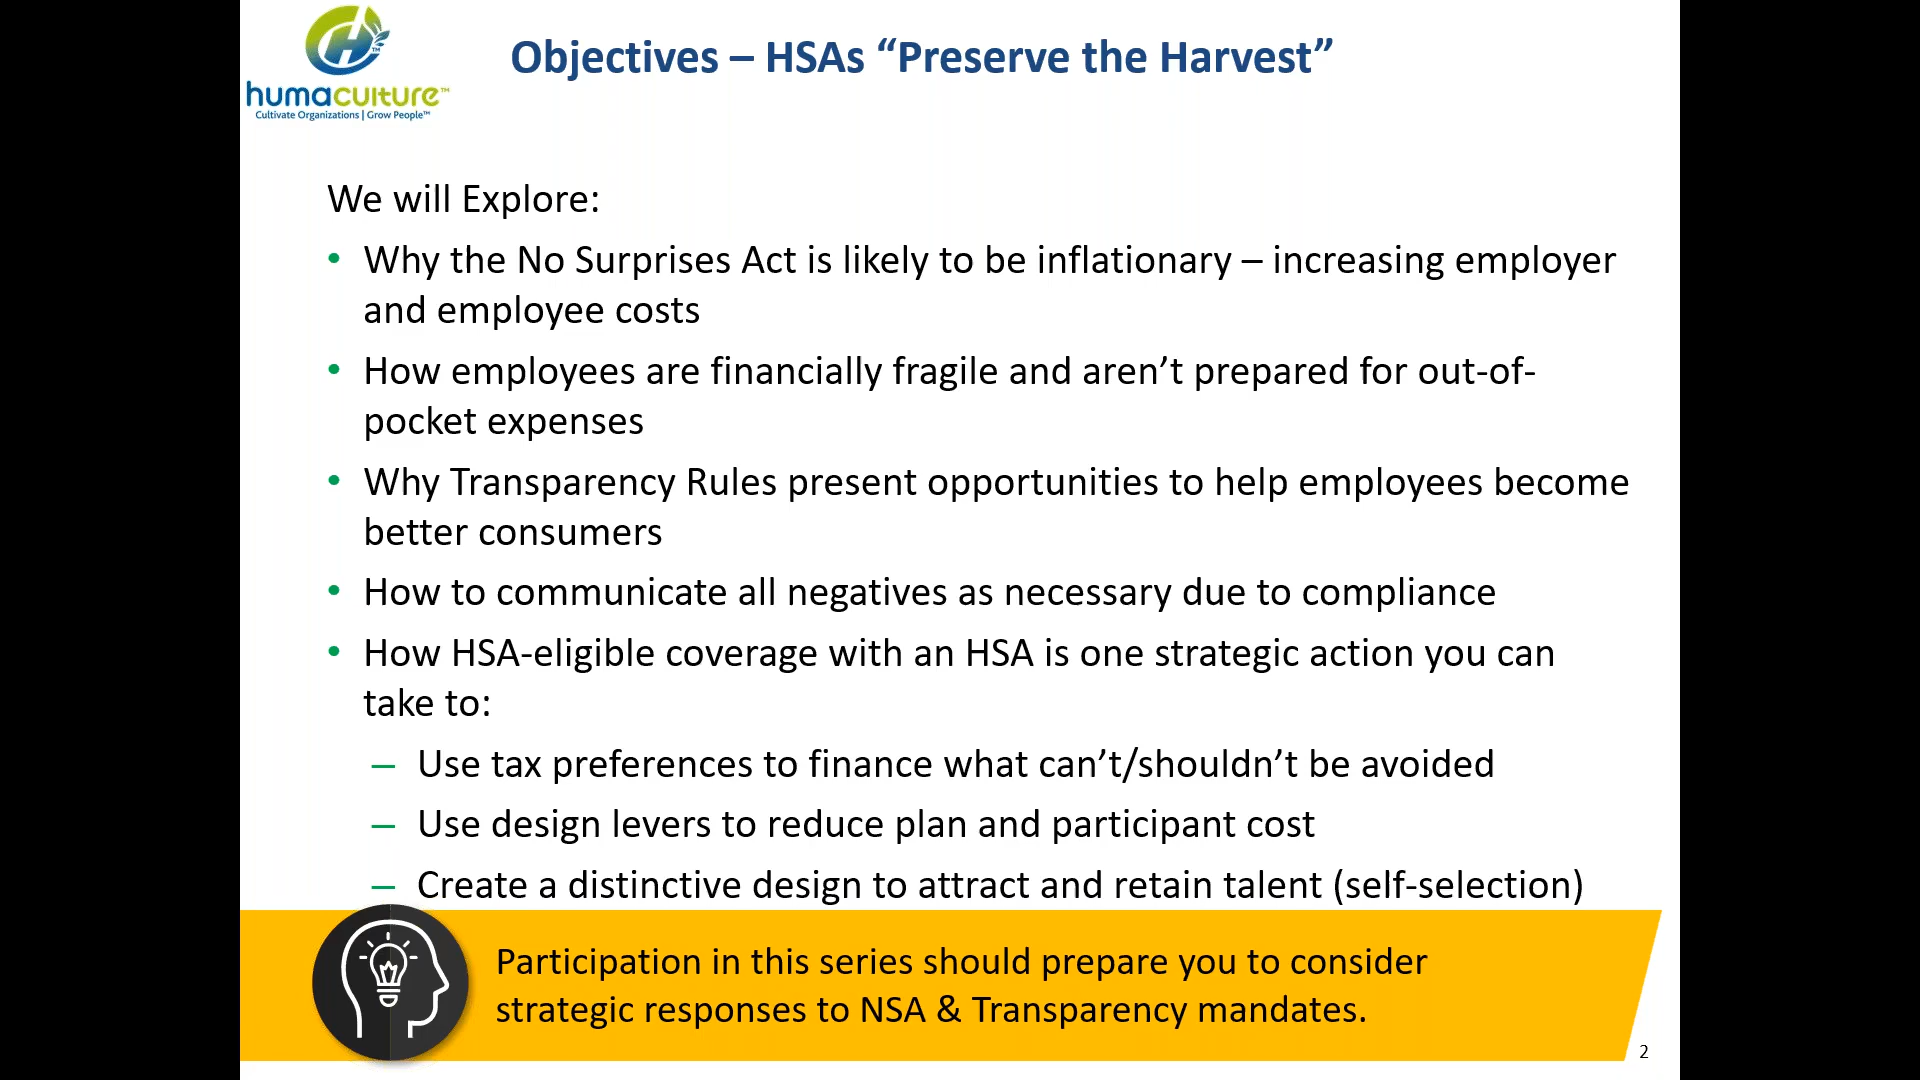 humaculture™
Cultivate Organizations | Grow People™
Objectives – HSAs “Preserve the Harvest”
We will Explore:
• Why the No Surprises Act is likely to be inflationary – increasing employer
and employee costs
• How employees are financially fragile and aren’t prepared for out-of-
pocket expenses
• Why Transparency Rules present opportunities to help employees become
better consumers
• How to communicate all negatives as necessary due to compliance
• How HSA-eligible coverage with an HSA is one strategic action you can
take to:
– Use tax preferences to finance what can’t/shouldn’t be avoided
– Use design levers to reduce plan and participant cost
– Create a distinctive design to attract and retain talent (self-selection)
Participation in this series should prepare you to consider
strategic responses to NSA & Transparency mandates.
2